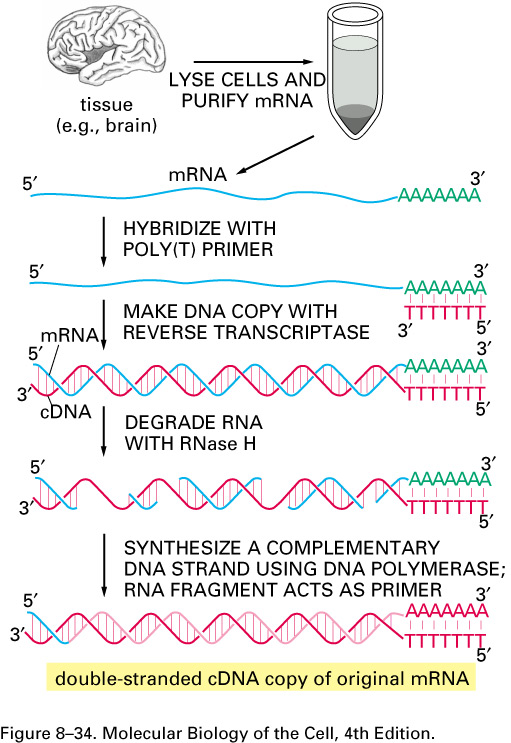 LYSE CELLS AND
PURIFY mRNA
tissue
(e.g., brain)
mRNA
5′ 3′
AAAAAAA
HYBRIDIZE WITH
POLY(T) PRIMER
5′ 3′
AAAAAAA
TTTTTTT
3′ 5′
MAKE DNA COPY WITH
REVERSE TRANSCRIPTASE
mRNA
5′ 3′
AAAAAAA
3′ TTTTTTT
cDNA 5′
DEGRADE RNA
WITH RNase H
5′ 3′
AAAAAAA
3′ TTTTTTT
5′
SYNTHESIZE A COMPLEMENTARY
DNA STRAND USING DNA POLYMERASE;
RNA FRAGMENT ACTS AS PRIMER
5′ 3′
AAAAAAA
3′ TTTTTTT
5′
double-stranded cDNA copy of original mRNA
Figure 8–34. Molecular Biology of the Cell, 4th Edition.